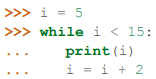 >>> i = 5
>>> while i < 15:
...     print(i)
...     i = i + 2